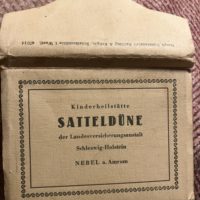 Kinderheilstätte
SATTELDÜNE
der Landesversicherungsanstalt
Schleswig-Holstein
NEBEL a. Amrum